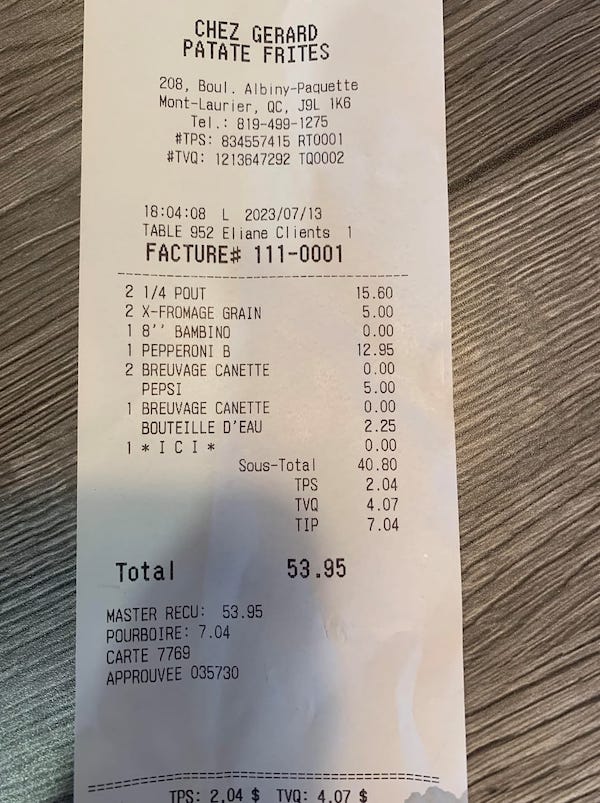 CHEZ GERARD
PATATE FRITES
208, Boul. Albiny-Paquette
Mont-Laurier, QC, J9L 1K6
Tel.: 819-499-1275
#TPS: 834557415 RT0001
#TVQ: 1213647292 TQ0002
18:04:08 L 2023/07/13
TABLE 952 Eliane Clients 1
FACTURE# 111-0001
2 1/4 POUT 15.60
2 X-FROMAGE GRAIN 5.00
1 8'' BAMBINO 0.00
1 PEPPERONI B 12.95
2 BREUVAGE CANETTE 0.00
PEPSI 5.00
1 BREUVAGE CANETTE 0.00
BOUTEILLE D'EAU 2.25
1 * I C I * 0.00
Sous-Total 40.80
TPS 2.04
TVQ 4.07
TIP 7.04
Total 53.95
MASTER RECU: 53.95
POURBOIRE: 7.04
CARTE 7769
APPROUVEE 035730
TPS: 2.04 $ TVQ: 4.07 $